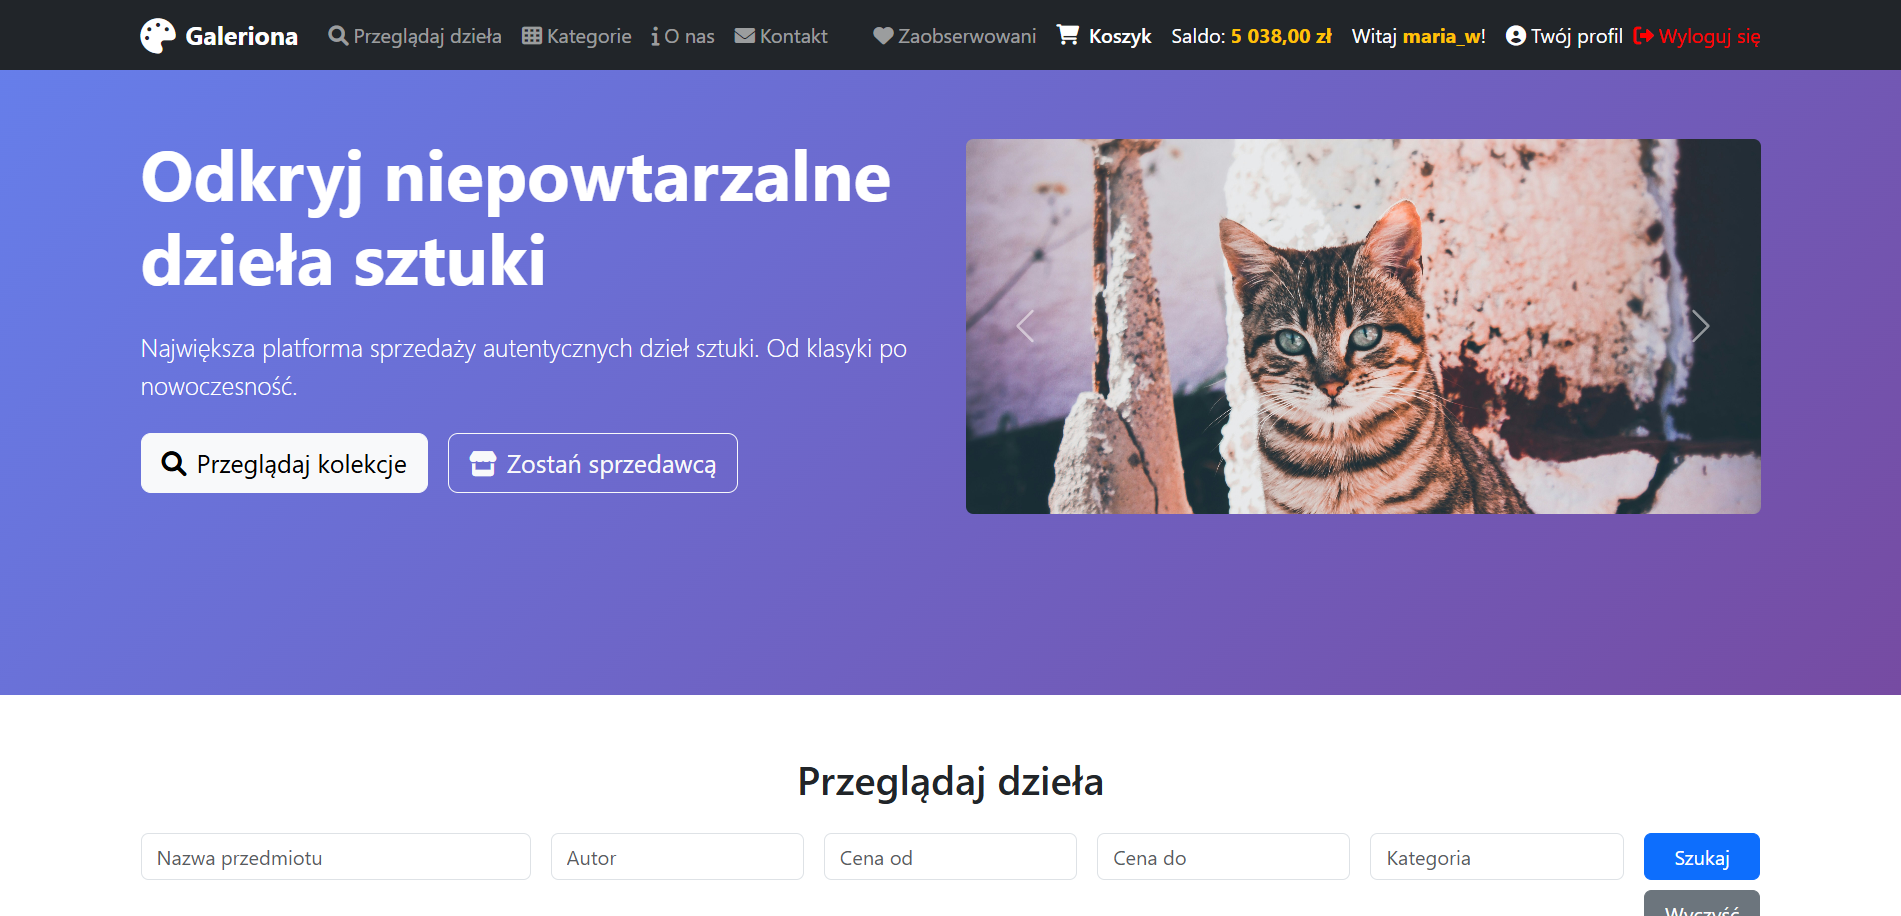 Galeriona Przeglądaj dzieła Kategorie O nas Kontakt Zaobserwowani Koszyk Saldo: 5 038,00 zł Witaj maria_w! Twój profil Wyloguj się
Odkryj niepowtarzalne
dzieła sztuki
Największa platforma sprzedaży autentycznych dzieł sztuki. Od klasyki po
nowoczesność.
Przeglądaj kolekcje Zostań sprzedawcą
Przeglądaj dzieła
Nazwa przedmiotu Autor Cena od Cena do Kategoria Szukaj
Wyczyść